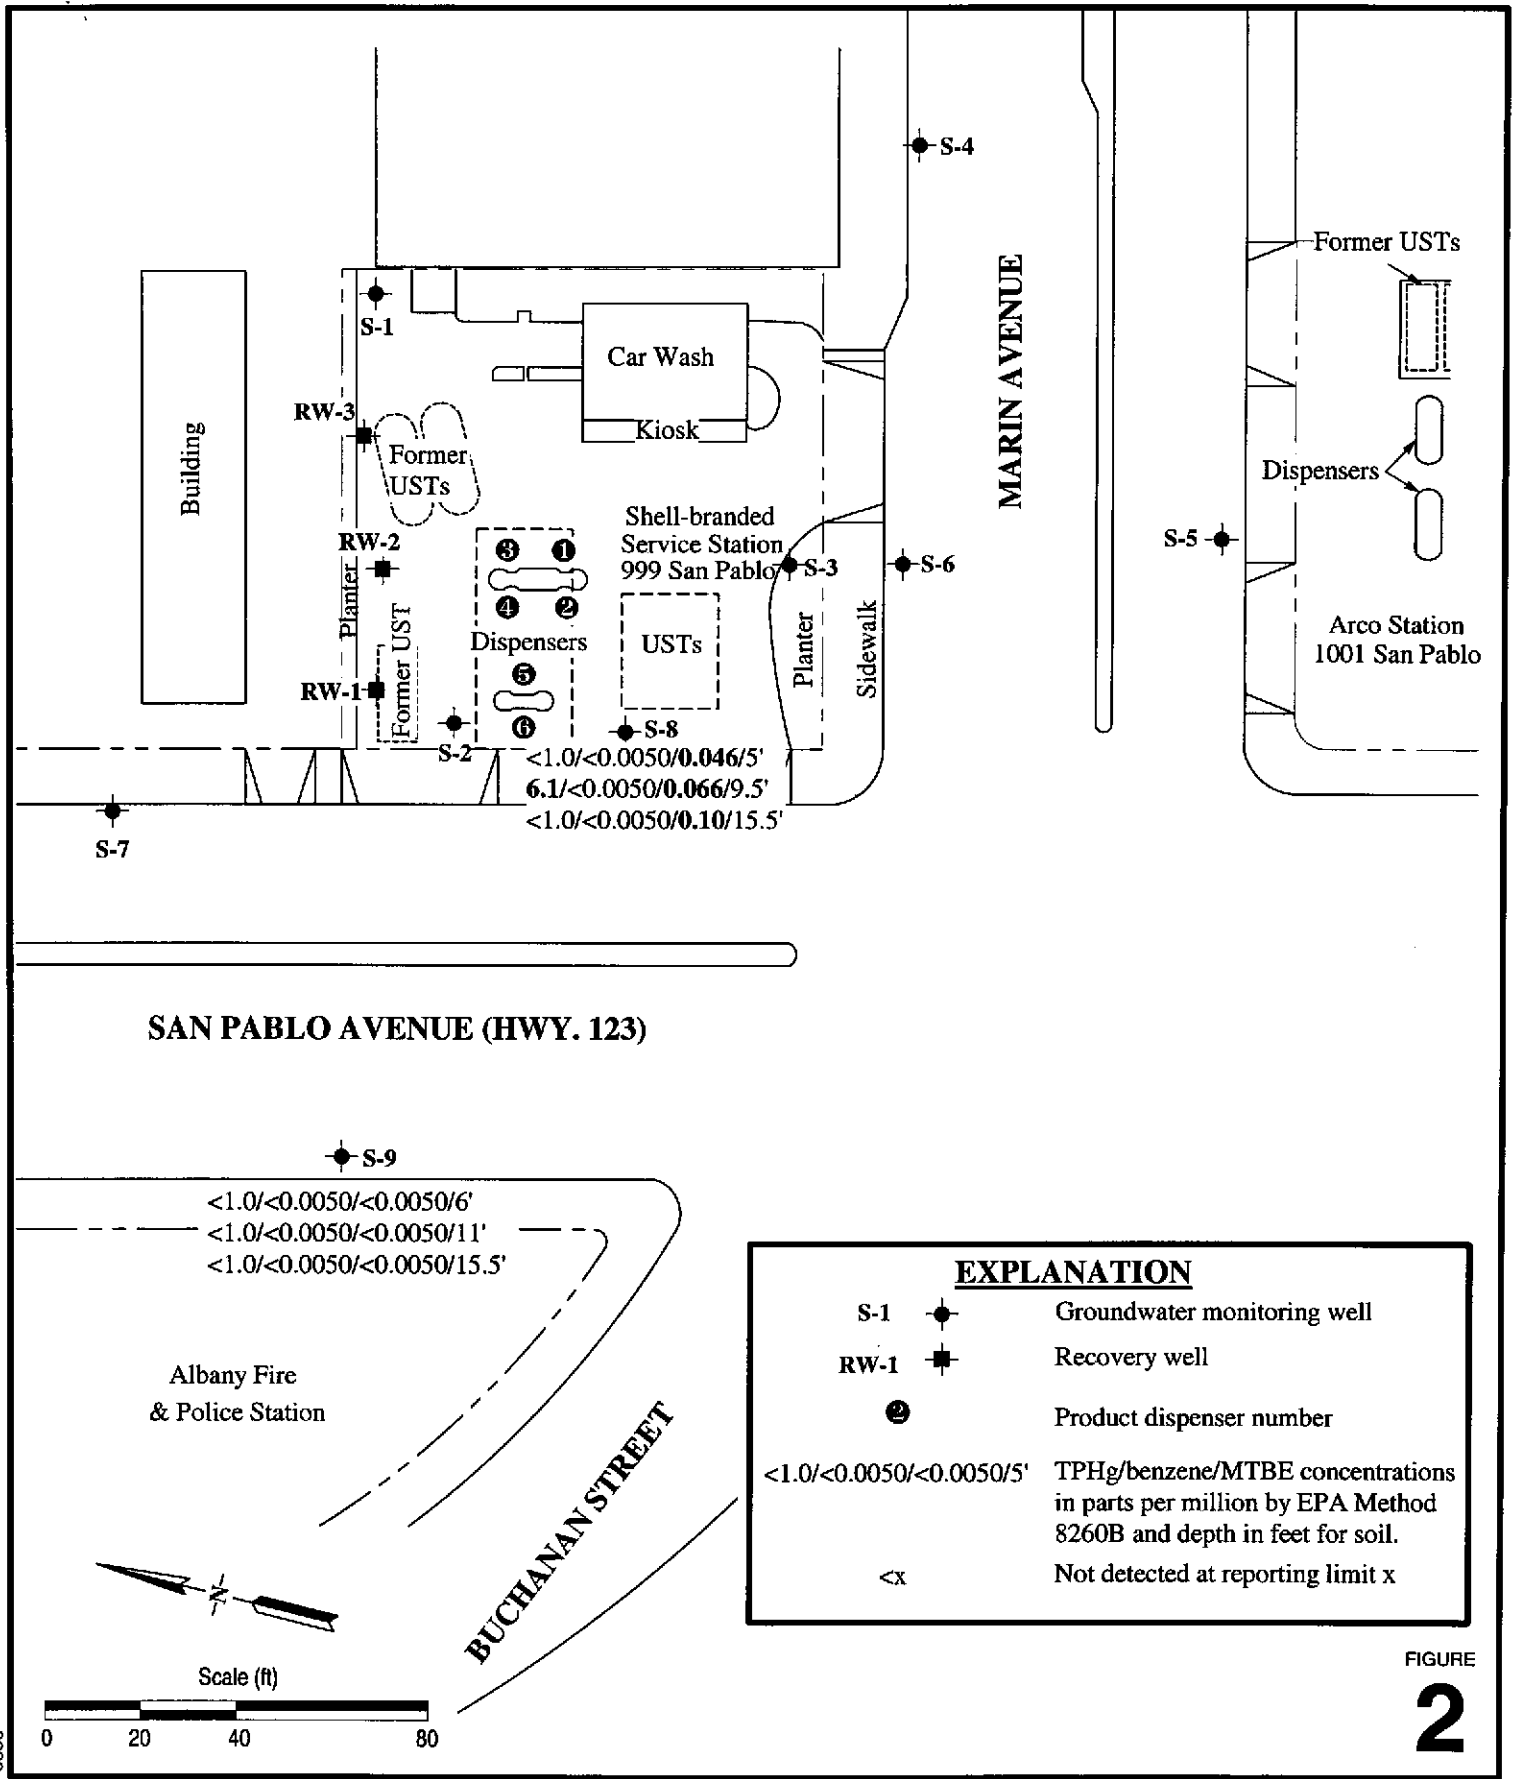 S-4
MARIN AVENUE
Former USTs
S-1
Car Wash
Kiosk
RW-3
Former
USTs
Building
Dispensers
Shell-branded
Service Station
999 San Pablo
S-3
S-6
S-5
RW-2
Planter
3
1
4
2
Dispensers
5
6
USTs
Planter
Sidewalk
Arco Station
1001 San Pablo
Former UST
RW-1
S-2
S-8
<1.0/<0.0050/0.046/5'
6.1/<0.0050/0.066/9.5'
<1.0/<0.0050/0.10/15.5'
S-7
SAN PABLO AVENUE (HWY. 123)
S-9
<1.0/<0.0050/<0.0050/6'
<1.0/<0.0050/<0.0050/11'
<1.0/<0.0050/<0.0050/15.5'
Albany Fire
& Police Station
BUCHANAN STREET
EXPLANATION
S-1 Groundwater monitoring well
RW-1 Recovery well
2 Product dispenser number
<1.0/<0.0050/<0.0050/5' TPHg/benzene/MTBE concentrations
in parts per million by EPA Method
8260B and depth in feet for soil.
<x Not detected at reporting limit x
N
Scale (ft)
0 20 40 80
FIGURE
2